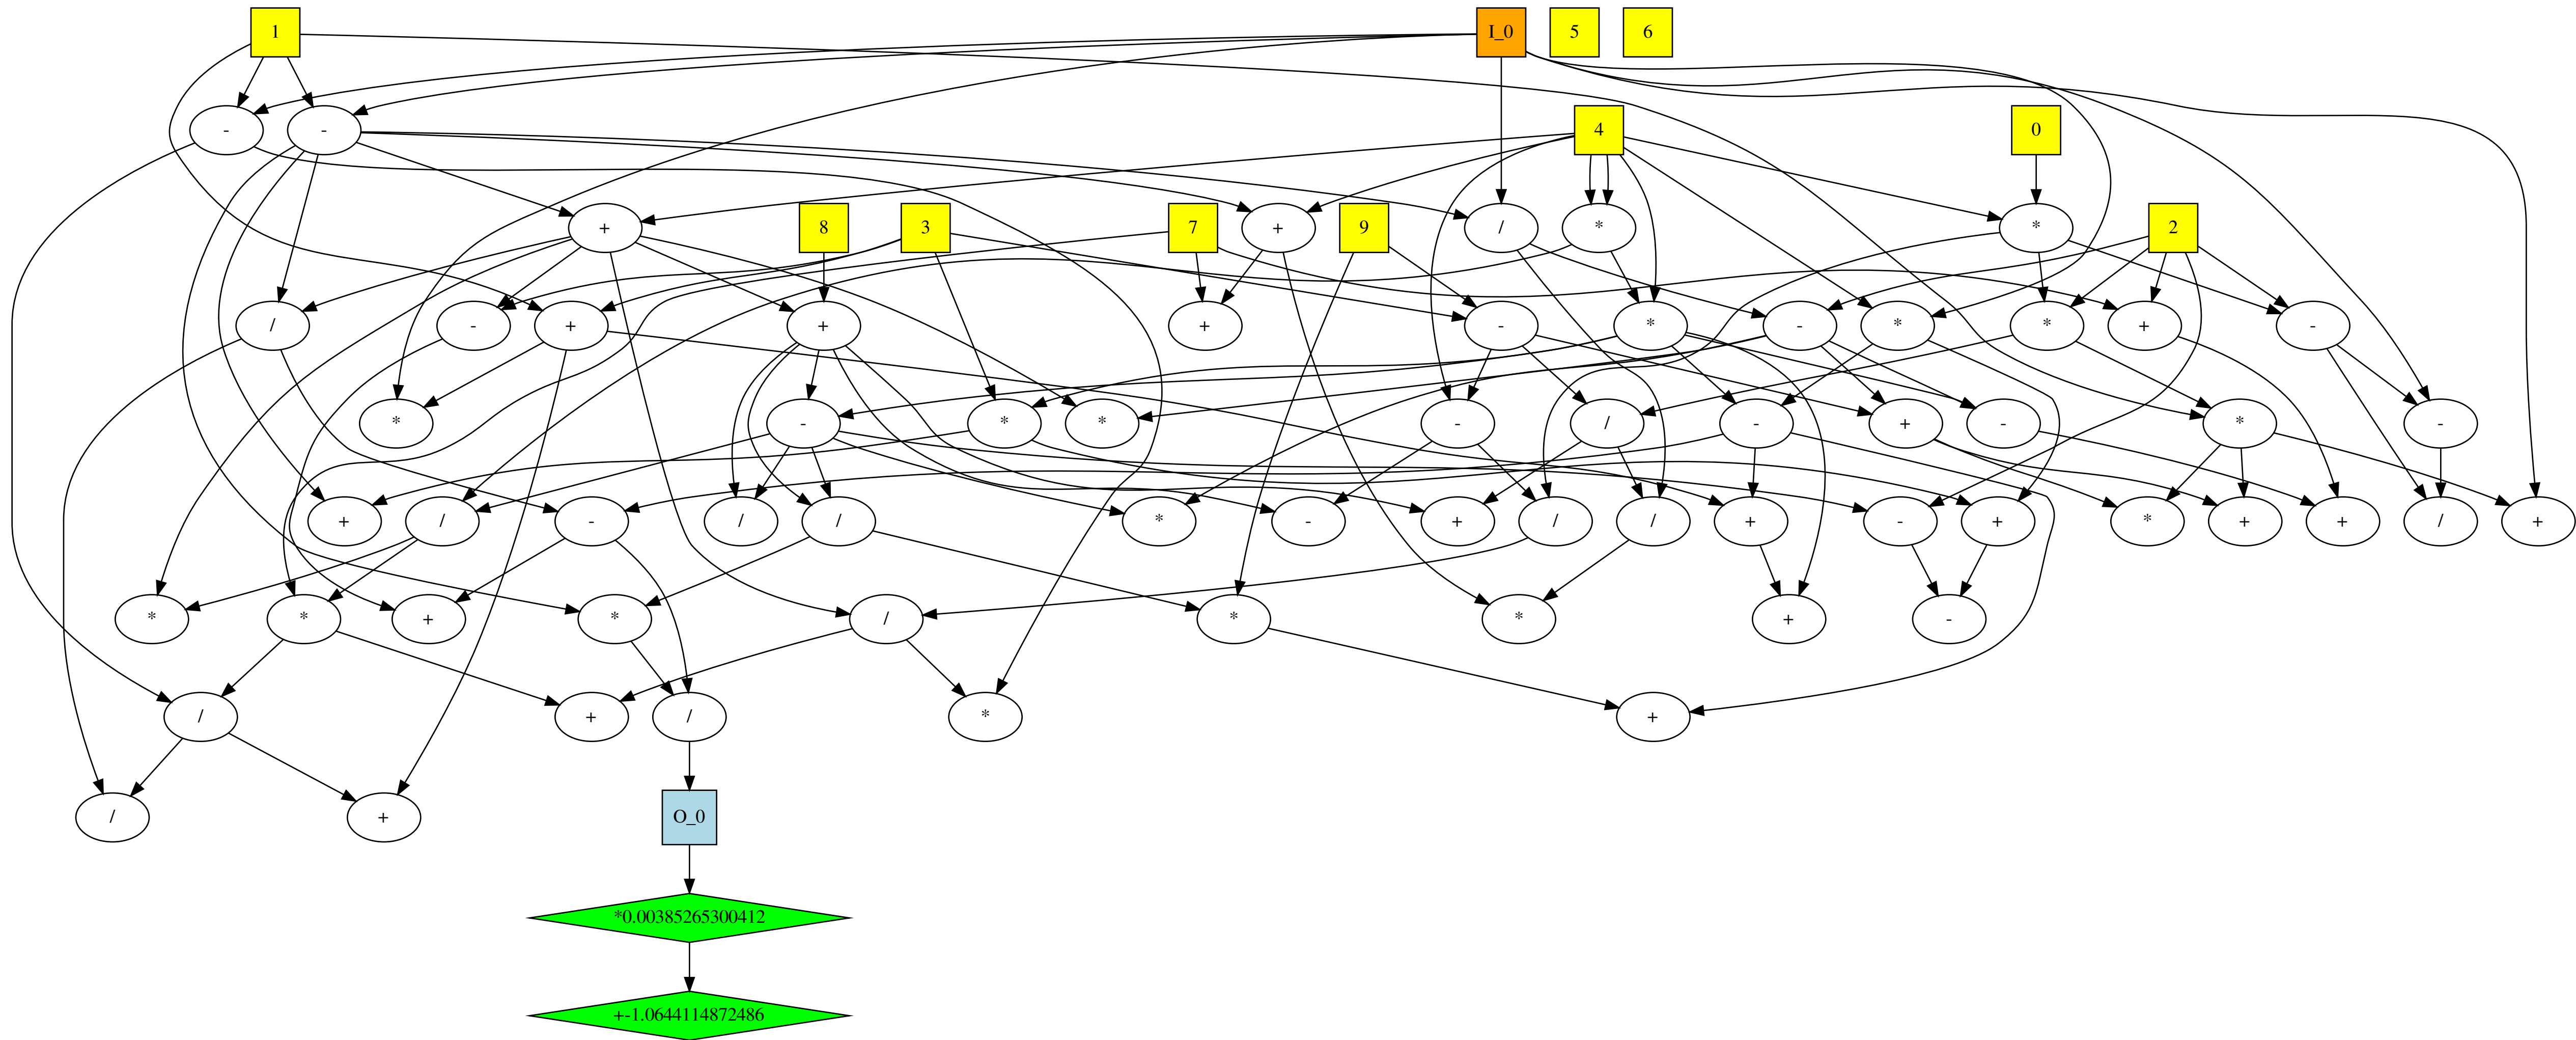 1 I_0 5 6
- - 4 0
+ 8 3 7 + 9 / * * 2
/ - + + + - * - * * + -
* - * * - / - + - * -
+ / - / / * - + / / + - + * + + / +
* * + * / * * + -
/ + / * +
/ + O_0
*0.00385265300412
+-1.0644114872486